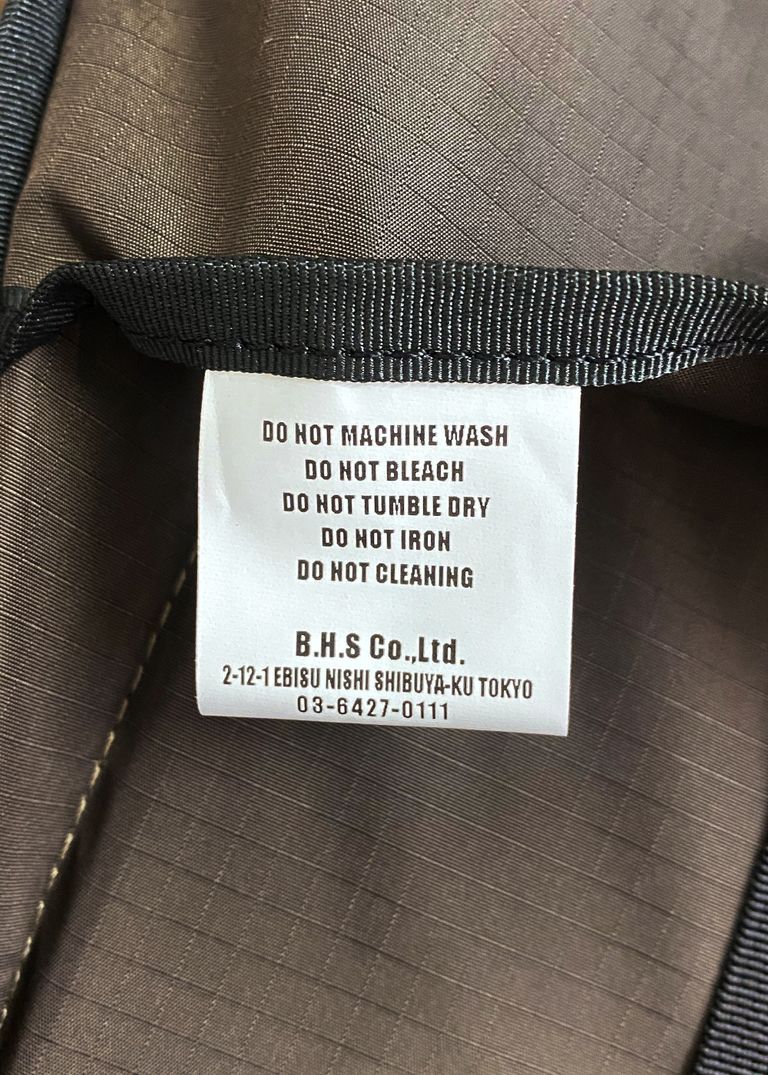 DO NOT MACHINE WASH
DO NOT BLEACH
DO NOT TUMBLE DRY
DO NOT IRON
DO NOT CLEANING
B.H.S Co.,Ltd.
2-12-1 EBISU NISHI SHIBUYA-KU TOKYO
03-6427-0111